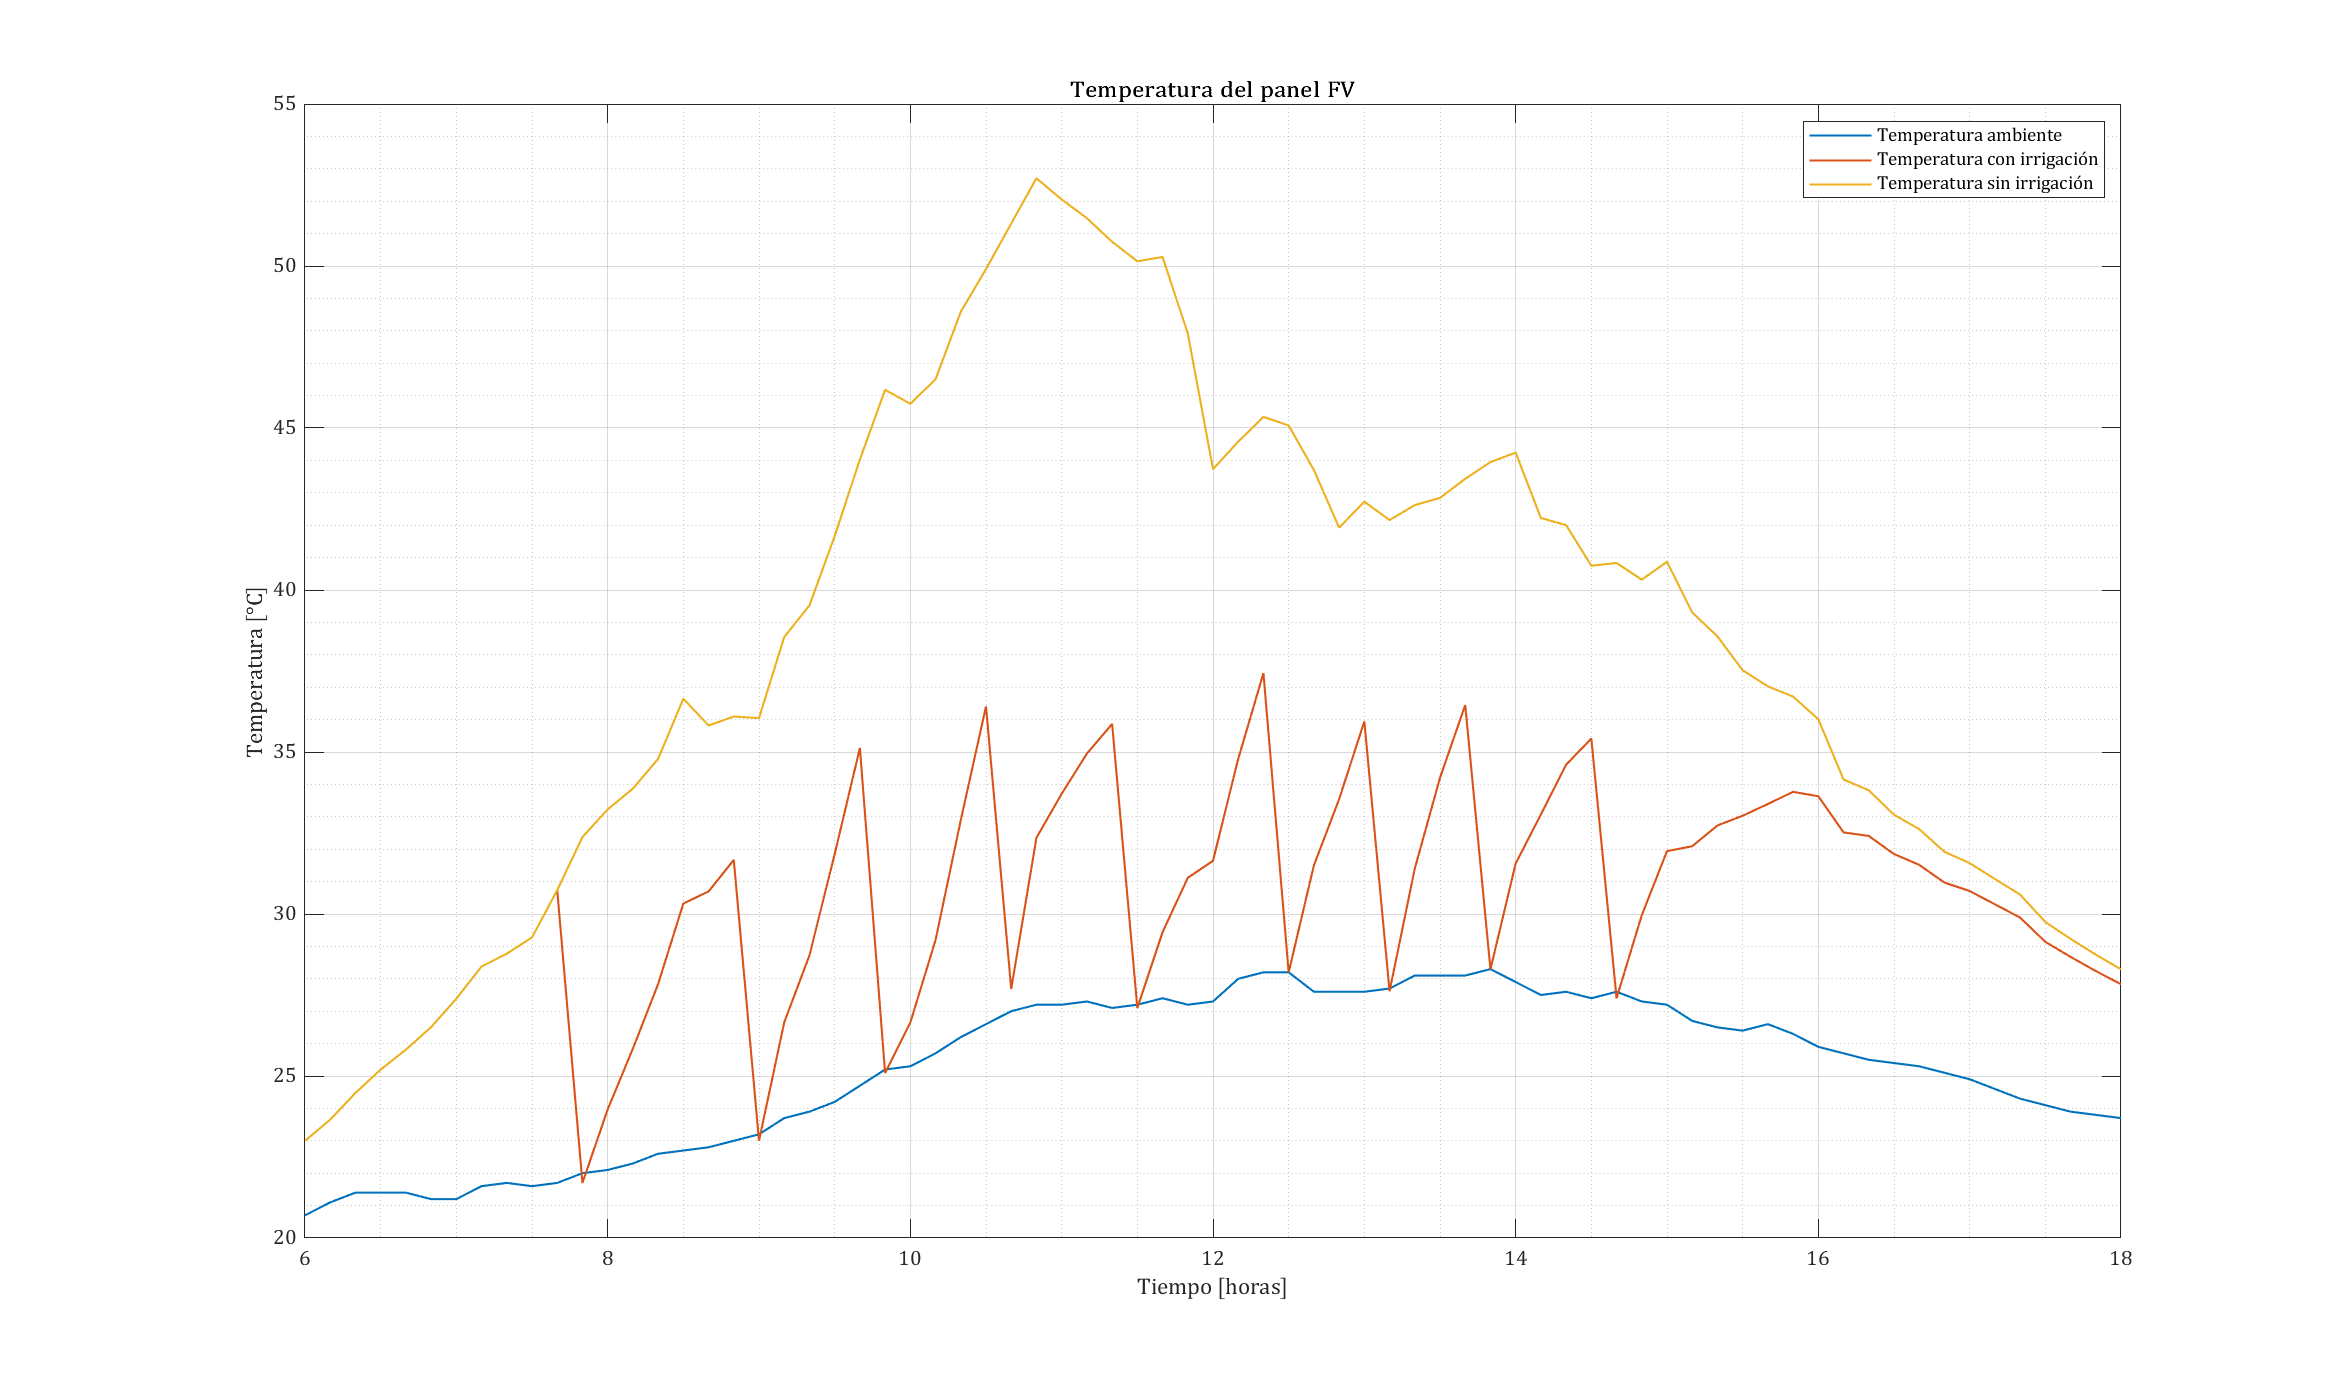 Temperatura del panel FV
Temperatura ambiente
Temperatura con irrigación
Temperatura sin irrigación
Temperatura [°C]
55
50
45
40
35
30
25
20
6 8 10 12 14 16 18
Tiempo [horas]